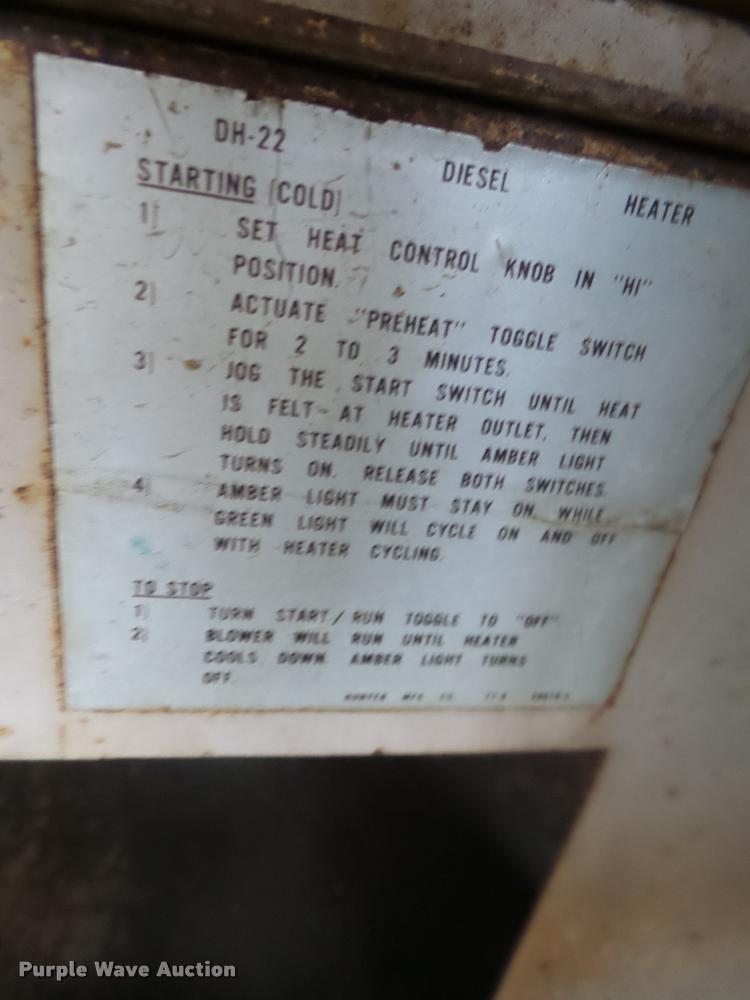 DH-22 DIESEL HEATER
STARTING (COLD)
1) SET HEAT CONTROL KNOB IN "HI"
POSITION.
2) ACTUATE "PREHEAT" TOGGLE SWITCH
FOR 2 TO 3 MINUTES.
3) JOG THE START SWITCH UNTIL HEAT
IS FELT AT HEATER OUTLET, THEN
HOLD STEADILY UNTIL AMBER LIGHT
TURNS ON. RELEASE BOTH SWITCHES.
4) AMBER LIGHT MUST STAY ON, WHILE
GREEN LIGHT WILL CYCLE ON AND OFF
WITH HEATER CYCLING.
TO STOP
1) TURN START/RUN TOGGLE TO "OFF"
2) BLOWER WILL RUN UNTIL HEATER
COOLS DOWN. AMBER LIGHT TURNS
OFF.
HUNTER MFG CO
Purple Wave Auction